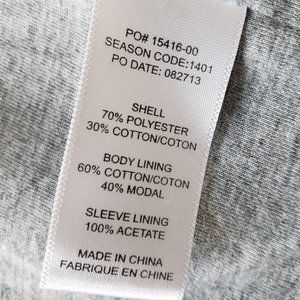 PO# 15416-00
SEASON CODE:1401
PO DATE: 082713
SHELL
70% POLYESTER
30% COTTON/COTON
BODY LINING
60% COTTON/COTON
40% MODAL
SLEEVE LINING
100% ACETATE
MADE IN CHINA
FABRIQUE EN CHINE